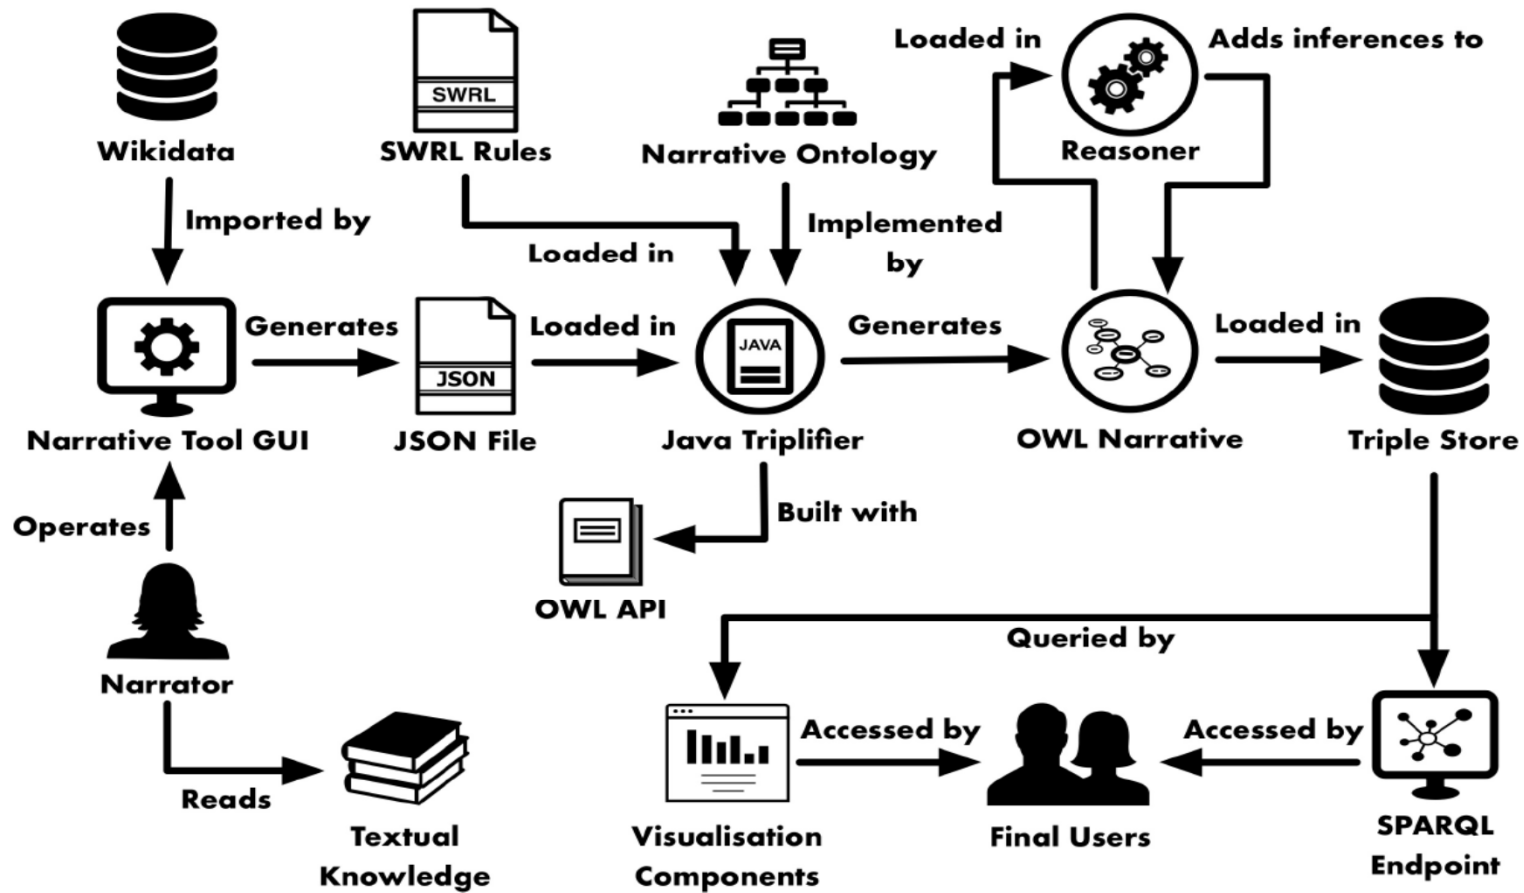 Loaded in
Adds inferences to
SWRL
Wikidata
SWRL Rules
Narrative Ontology
Reasoner
Imported by
Loaded in
Implemented
by
Generates
Loaded in
Generates
Loaded in
JAVA
JSON
Narrative Tool GUI
JSON File
Java Triplifier
OWL Narrative
Triple Store
Operates
Built with
OWL API
Queried by
Narrator
Accessed by
Accessed by
Reads
Textual
Knowledge
Visualisation
Components
Final Users
SPARQL
Endpoint